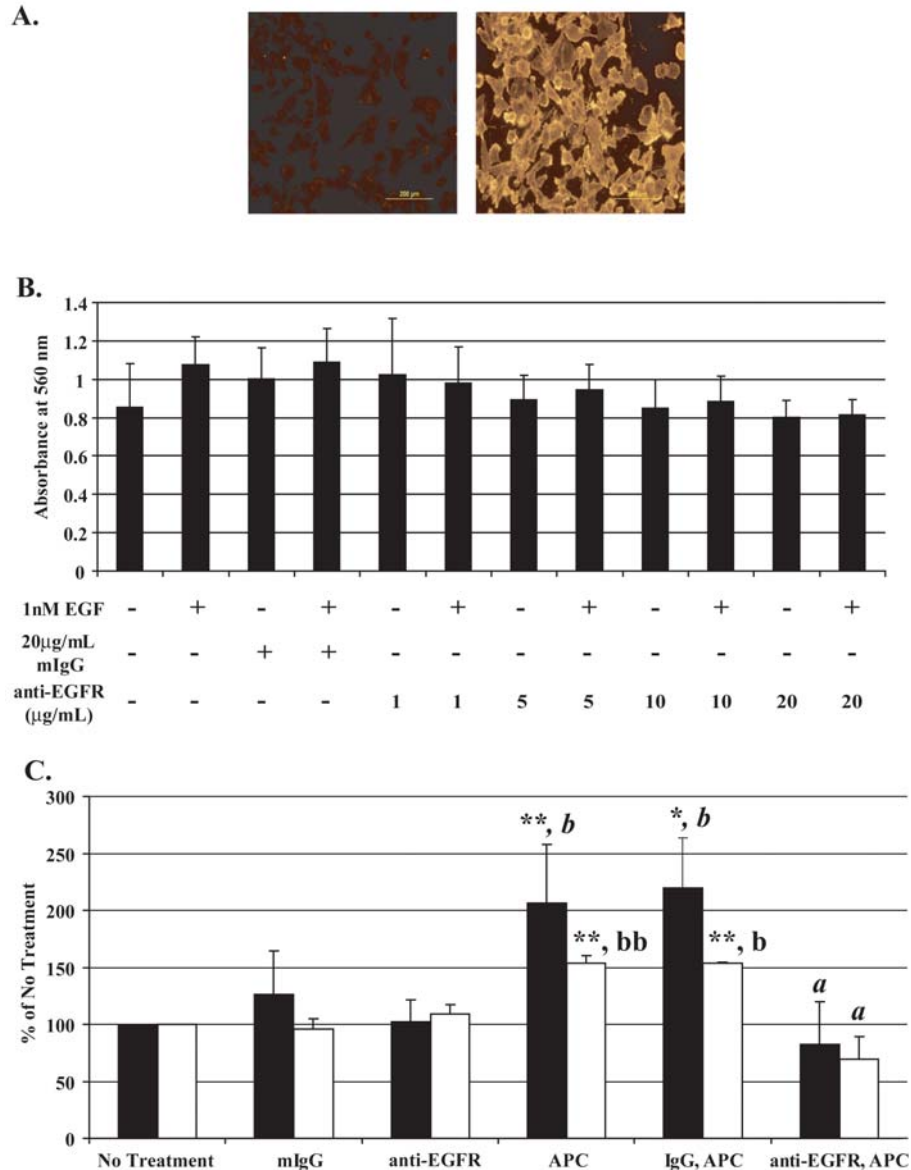 A.
200 µm
B.
Absorbance at 560 nm
1.4
1.2
1
0.8
0.6
0.4
0.2
0
1nM EGF - + - + - + - + - + - +
20µg/mL
mIgG - - + + - - - - - - - -
anti-EGFR
(µg/mL) - - - - 1 1 5 5 10 10 20 20
C.
% of No Treatment
300
250
200
150
100
50
0
**, b
*, b
**, bb
**, b
a
a
No Treatment mIgG anti-EGFR APC IgG, APC anti-EGFR, APC